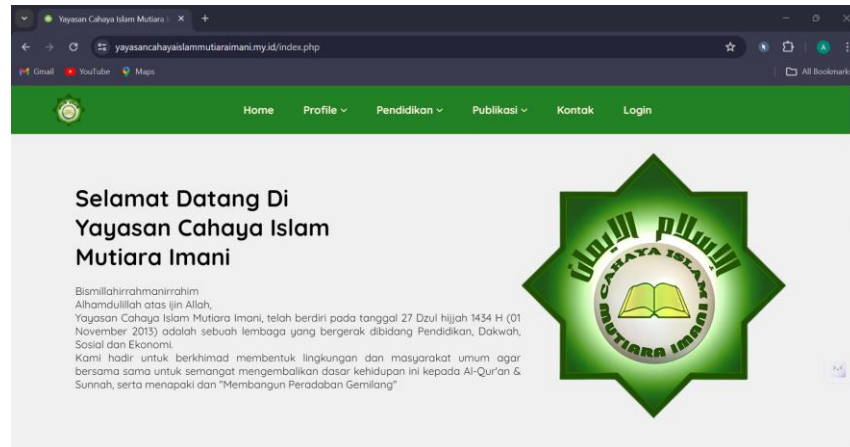 Yayasan Cahaya Islam Mutiara I
yayasancahayaislammutiaraimani.my.id/index.php
Gmail YouTube Maps All Bookmark
Home Profile Pendidikan Publikasi Kontak Login
Selamat Datang Di
Yayasan Cahaya Islam
Mutiara Imani
Bismillahirrahmanirrahim
Alhamdulillah atas ijin Allah,
Yayasan Cahaya Islam Mutiara Imani, telah berdiri pada tanggal 27 Dzul hijjah 1434 H (01
November 2013) adalah sebuah lembaga yang bergerak dibidang Pendidikan, Dakwah,
Sosial dan Ekonomi.
Kami hadir untuk berkhimad membentuk lingkungan dan masyarakat umum agar
bersama sama untuk semangat mengembalikan dasar kehidupan ini kepada Al-Qur'an &
Sunnah, serta menapaki dan "Membangun Peradaban Gemilang"
الإسلام الإيمان
CAHAYA ISLAM
MUTIARA IMANI